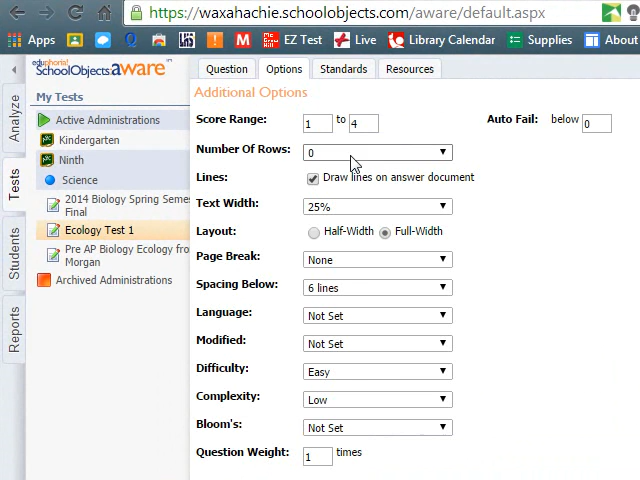 https://waxahachie.schoolobjects.com/aware/default.aspx
Apps
EZ Test
Live
Library Calendar
Supplies
About
eduphoria!
SchoolObjects:aware
Question
Options
Standards
Resources
My Tests
Active Administrations
Kindergarten
Ninth
Science
2014 Biology Spring Seme
Final
Ecology Test 1
Pre AP Biology Ecology fro
Morgan
Archived Administrations
Analyze
Tests
Students
Reports
Additional Options
Score Range: 1 to 4 Auto Fail: below 0
Number Of Rows: 0
Lines: Draw lines on answer document
Text Width: 25%
Layout: Half-Width Full-Width
Page Break: None
Spacing Below: 6 lines
Language: Not Set
Modified: Not Set
Difficulty: Easy
Complexity: Low
Bloom's: Not Set
Question Weight: 1 times